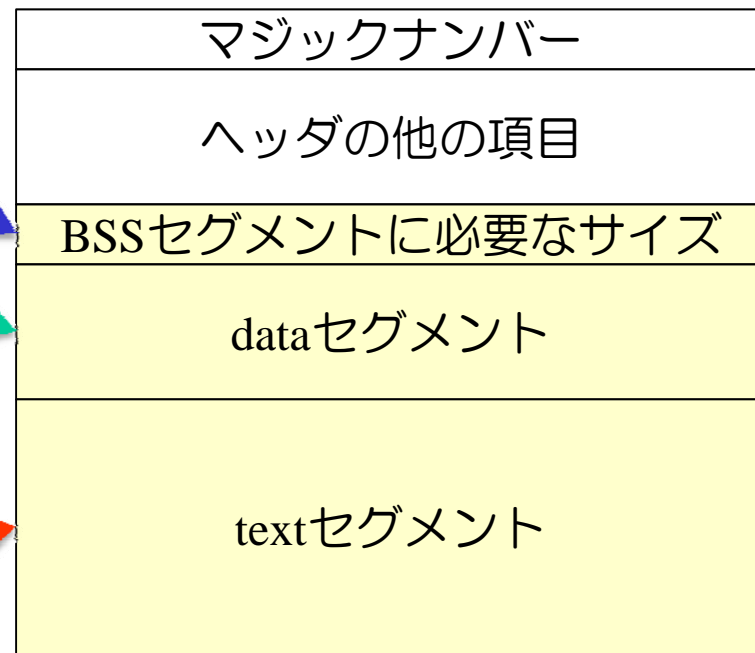 マジックナンバー
ヘッダの他の項目
BSSセグメントに必要なサイズ
dataセグメント
textセグメント